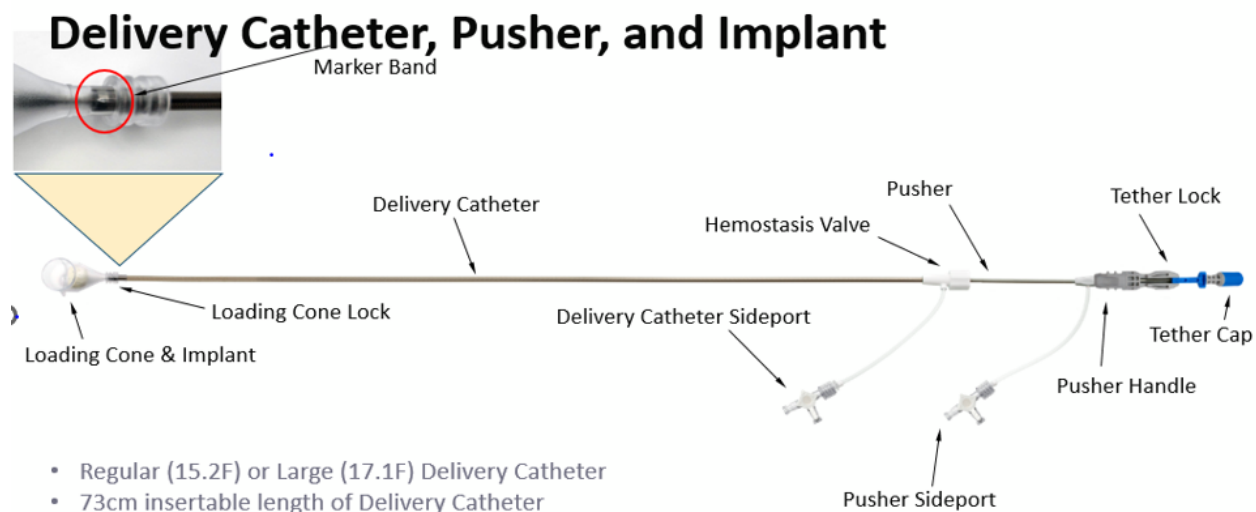 Delivery Catheter, Pusher, and Implant
Marker Band
Delivery Catheter
Pusher
Tether Lock
Hemostasis Valve
Loading Cone Lock
Delivery Catheter Sideport
Tether Cap
Loading Cone & Implant
Pusher Handle
Pusher Sideport
• Regular (15.2F) or Large (17.1F) Delivery Catheter
• 73cm insertable length of Delivery Catheter